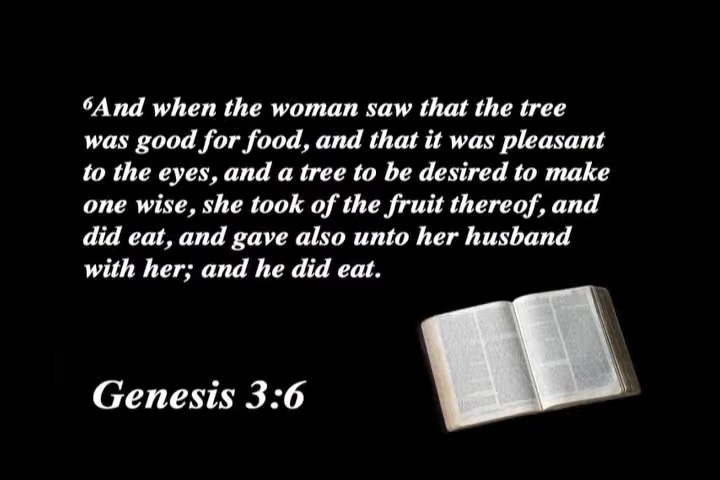 ⁶And when the woman saw that the tree
was good for food, and that it was pleasant
to the eyes, and a tree to be desired to make
one wise, she took of the fruit thereof, and
did eat, and gave also unto her husband
with her; and he did eat.
Genesis 3:6